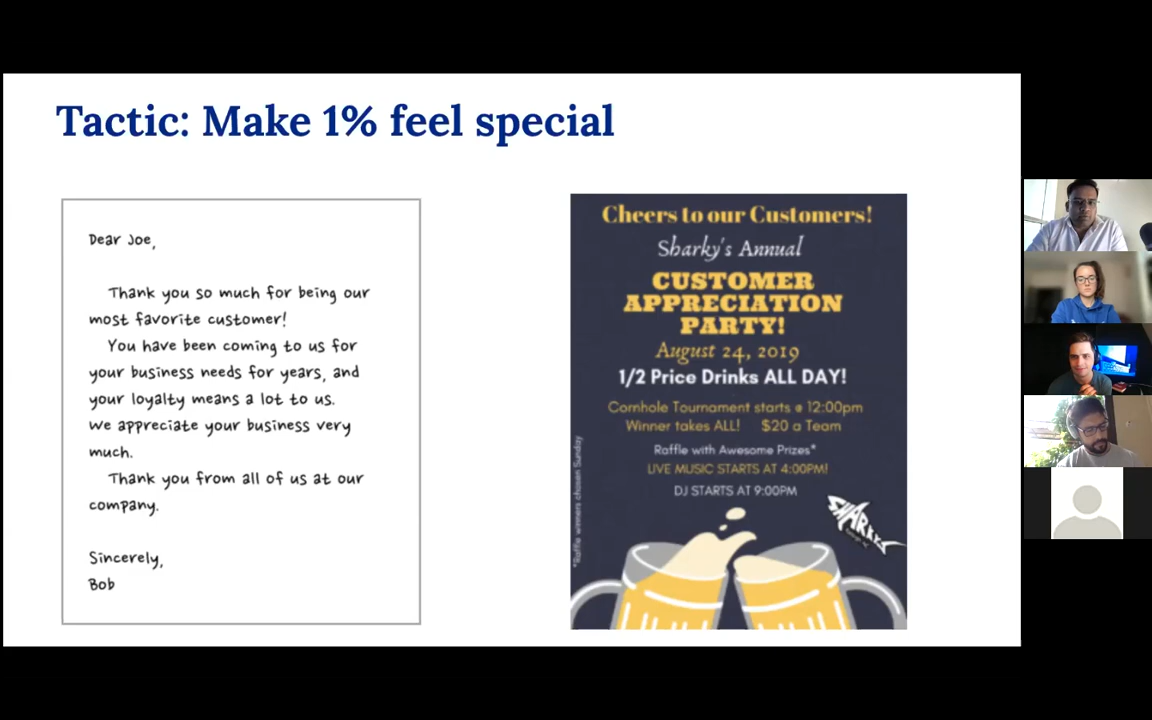 Tactic: Make 1% feel special
Dear Joe,
Thank you so much for being our
most favorite customer!
You have been coming to us for
your business needs for years, and
your loyalty means a lot to us.
We appreciate your business very
much.
Thank you from all of us at our
company.
Sincerely,
Bob
Cheers to our Customers!
Sharky's Annual
CUSTOMER
APPRECIATION
PARTY!
August 24, 2019
1/2 Price Drinks ALL DAY!
Cornhole Tournament starts @ 12:00pm
Winner takes ALL! $20 a Team
Raffle with Awesome Prizes*
LIVE MUSIC STARTS AT 4:00PM!
DJ STARTS AT 9:00PM
*Raffle winners chosen Sunday
SHARKYS